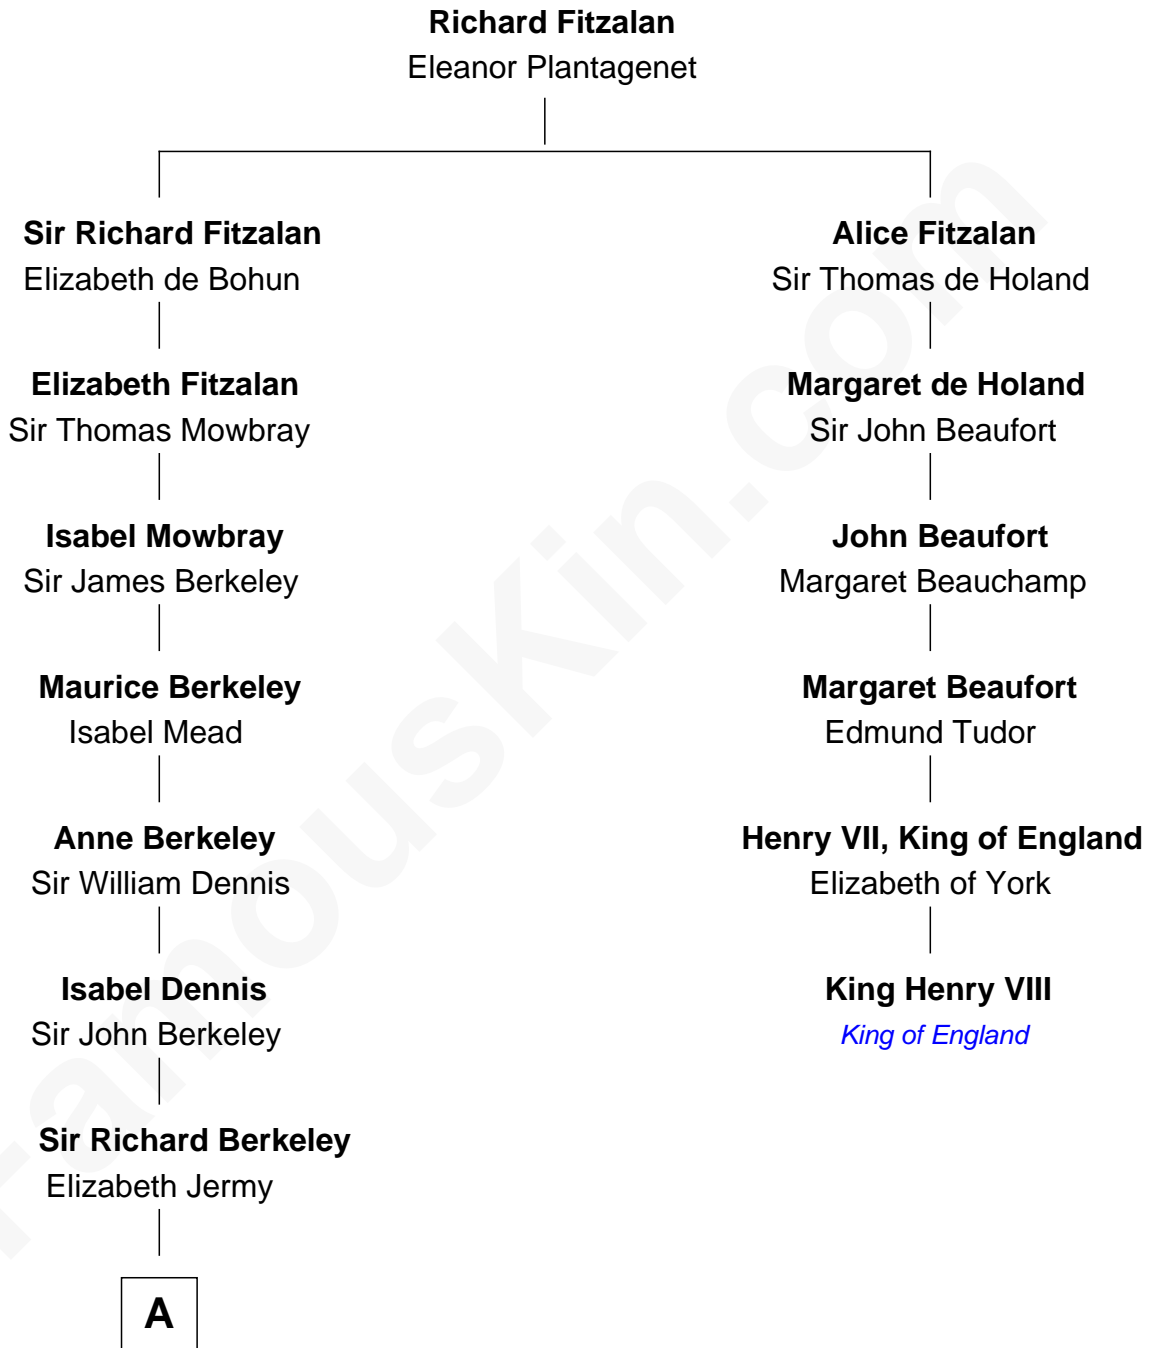 Richard Fitzalan
Eleanor Plantagenet
Sir Richard Fitzalan
Elizabeth de Bohun
Alice Fitzalan
Sir Thomas de Holand
Elizabeth Fitzalan
Sir Thomas Mowbray
Margaret de Holand
Sir John Beaufort
Isabel Mowbray
Sir James Berkeley
John Beaufort
Margaret Beauchamp
Maurice Berkeley
Isabel Mead
Margaret Beaufort
Edmund Tudor
Anne Berkeley
Sir William Dennis
Henry VII, King of England
Elizabeth of York
Isabel Dennis
Sir John Berkeley
King Henry VIII
King of England
Sir Richard Berkeley
Elizabeth Jermy
A
FamousKin.com